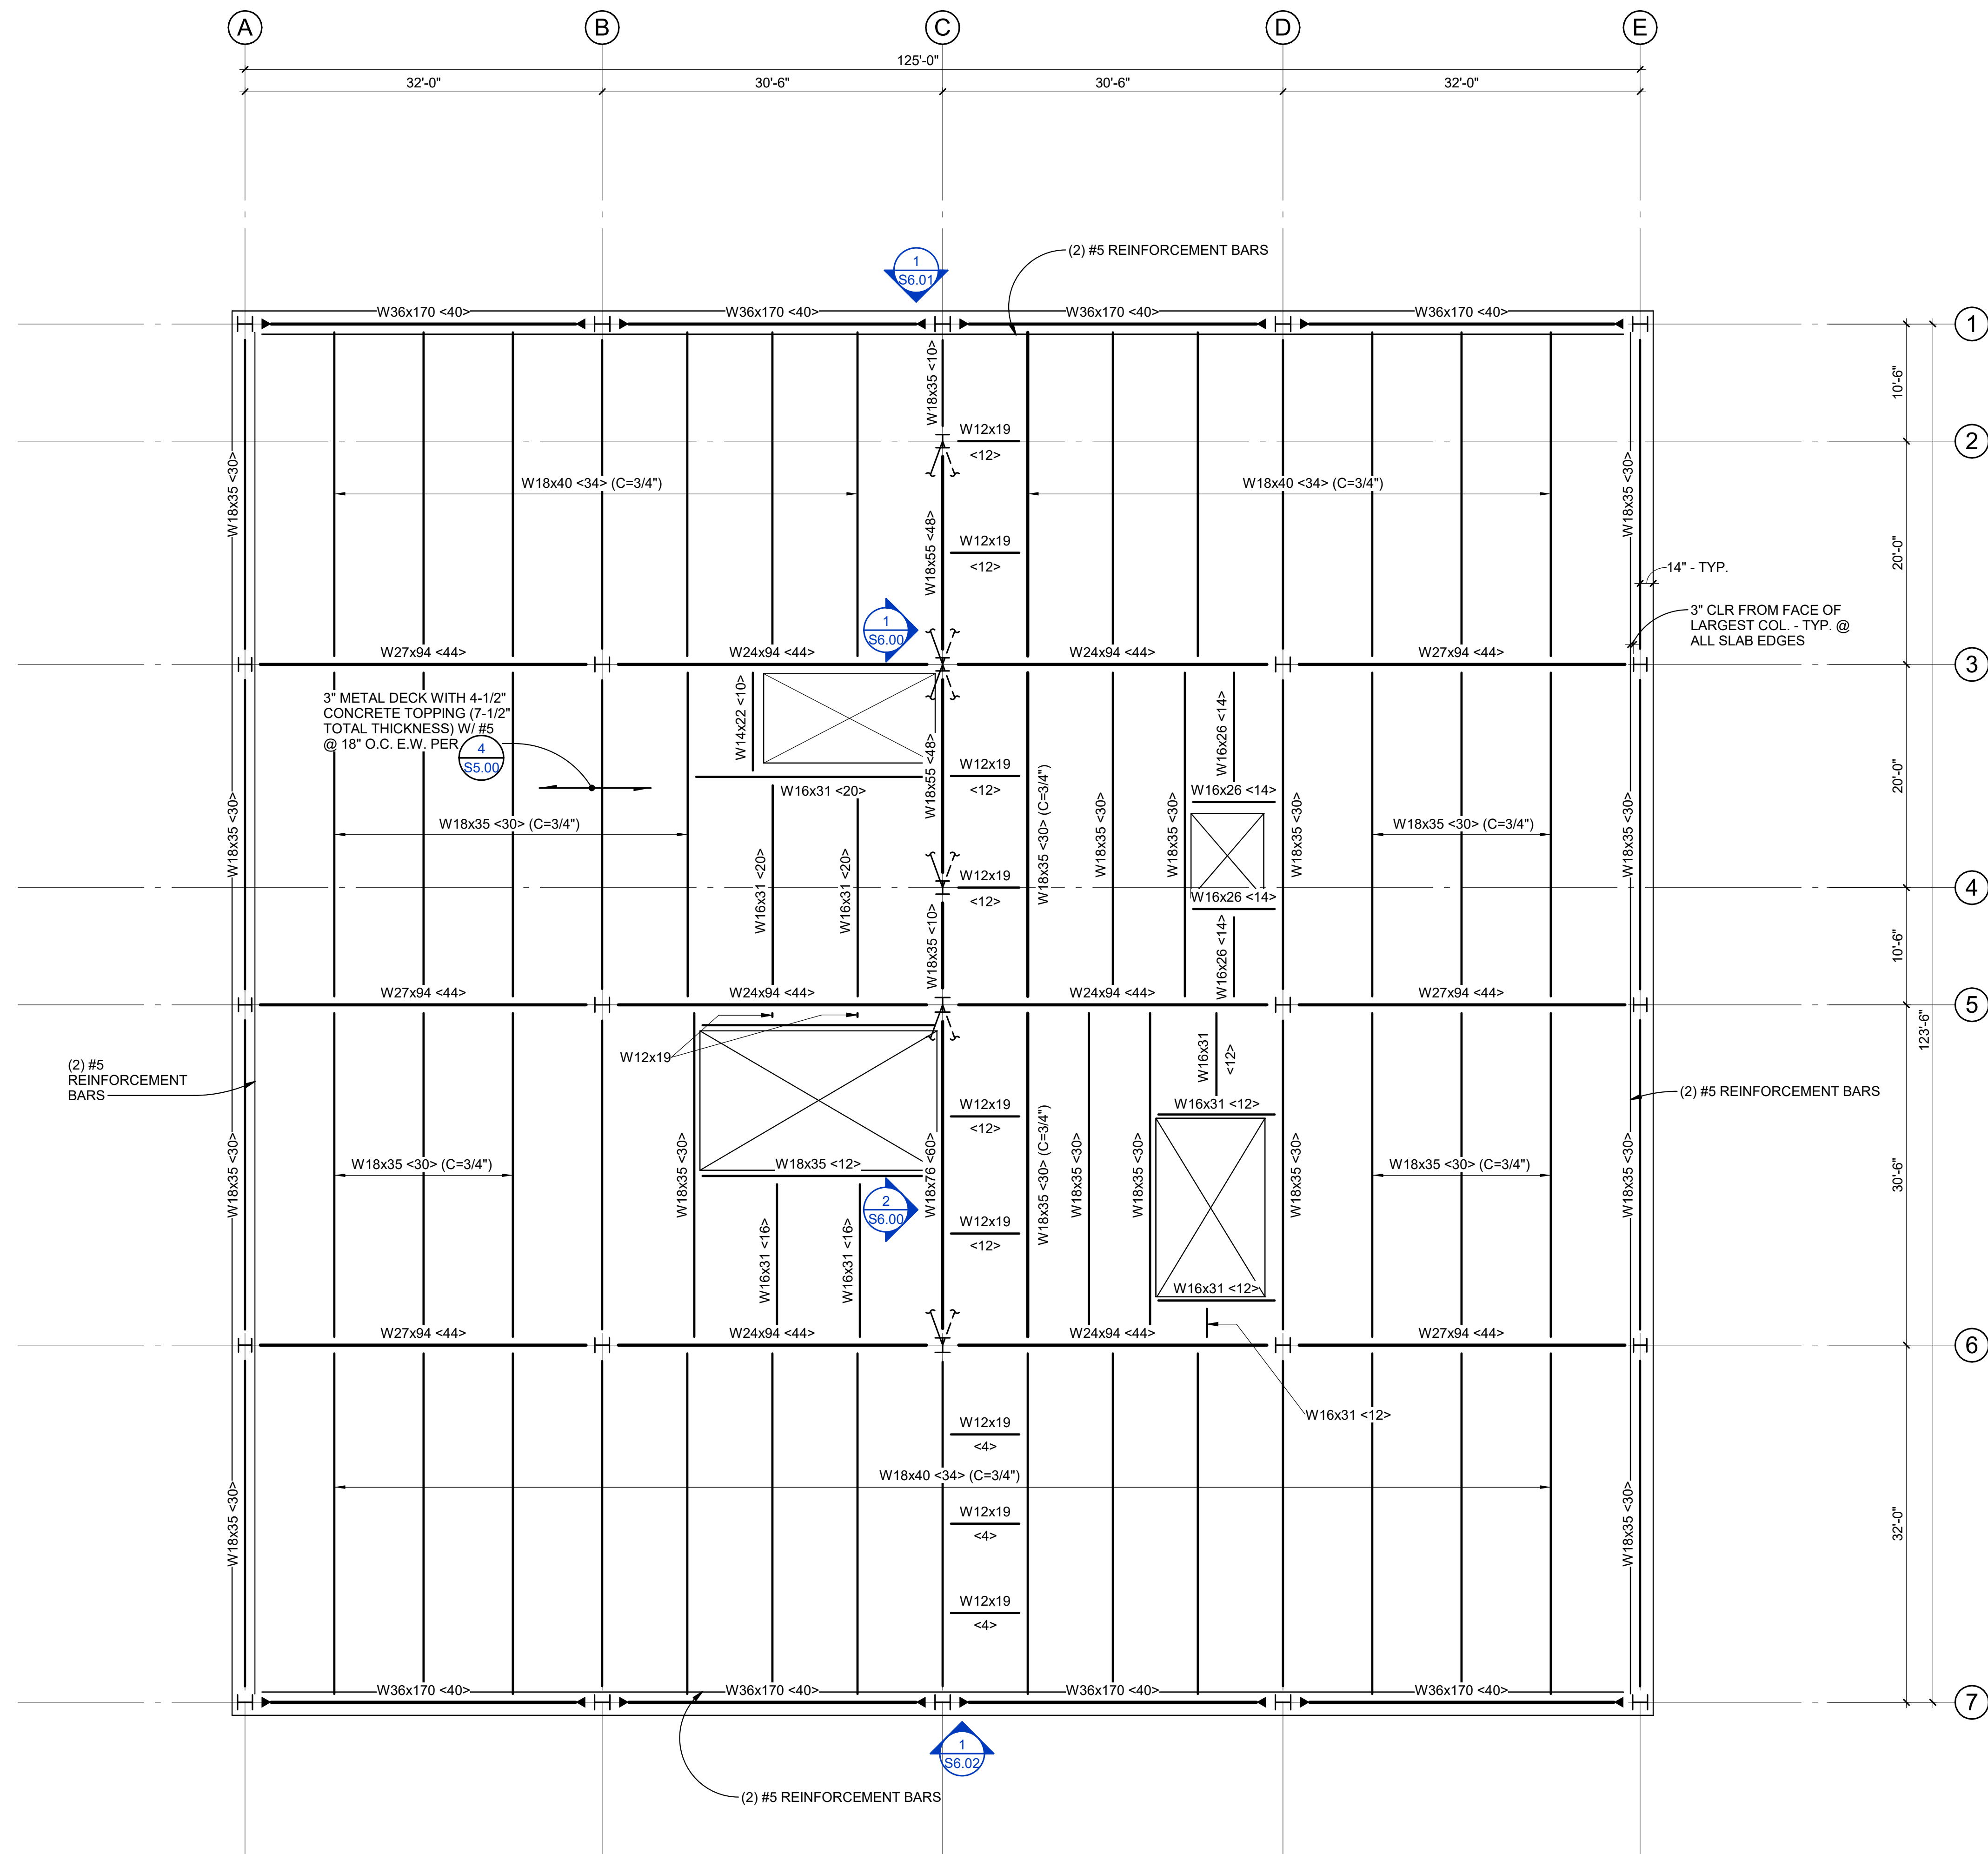 A
B
C
D
E
125'-0"
32'-0"
30'-6"
30'-6"
32'-0"
(2) #5 REINFORCEMENT BARS
1
S6.01
W36x170 <40>
W36x170 <40>
W36x170 <40>
W36x170 <40>
1
10'-6"
W18x35 <10>
W12x19
<12>
2
W18x35 <30>
W18x40 <34> (C=3/4")
W18x40 <34> (C=3/4")
W18x35 <30>
W18x55 <48>
W12x19
<12>
20'-0"
14" - TYP.
3" CLR FROM FACE OF
LARGEST COL. - TYP. @
ALL SLAB EDGES
1
S6.00
W27x94 <44>
W24x94 <44>
W24x94 <44>
W27x94 <44>
3
3" METAL DECK WITH 4-1/2"
CONCRETE TOPPING (7-1/2"
TOTAL THICKNESS) W/ #5
@ 18" O.C. E.W. PER
4
S5.00
W14x22 <10>
W16x31 <20>
W18x55 <48>
W12x19
<12>
W16x26 <14>
W16x26 <14>
20'-0"
W18x35 <30>
W18x35 <30> (C=3/4")
W18x35 <30> (C=3/4")
W18x35 <30>
W18x35 <30>
W18x35 <30>
W18x35 <30> (C=3/4")
W18x35 <30>
W16x31 <20>
W16x31 <20>
W12x19
<12>
4
W16x26 <14>
W18x35 <10>
W16x26 <14>
10'-6"
W27x94 <44>
W24x94 <44>
W24x94 <44>
W27x94 <44>
5
123'-6"
W12x19
W16x31
<12>
(2) #5
REINFORCEMENT
BARS
(2) #5 REINFORCEMENT BARS
W16x31 <12>
W12x19
<12>
W18x35 <30>
W18x35 <30> (C=3/4")
W18x35 <30>
W18x35 <12>
W18x76 <60>
W18x35 <30> (C=3/4")
W18x35 <30>
W18x35 <30>
W18x35 <30>
W18x35 <30> (C=3/4")
W18x35 <30>
30'-6"
2
S6.00
W12x19
<12>
W16x31 <16>
W16x31 <16>
W16x31 <12>
W27x94 <44>
W24x94 <44>
W24x94 <44>
W27x94 <44>
6
W16x31 <12>
W12x19
<4>
W18x40 <34> (C=3/4")
W18x35 <30>
W12x19
<4>
W18x35 <30>
32'-0"
W12x19
<4>
W36x170 <40>
W36x170 <40>
W36x170 <40>
W36x170 <40>
7
1
S6.02
(2) #5 REINFORCEMENT BARS